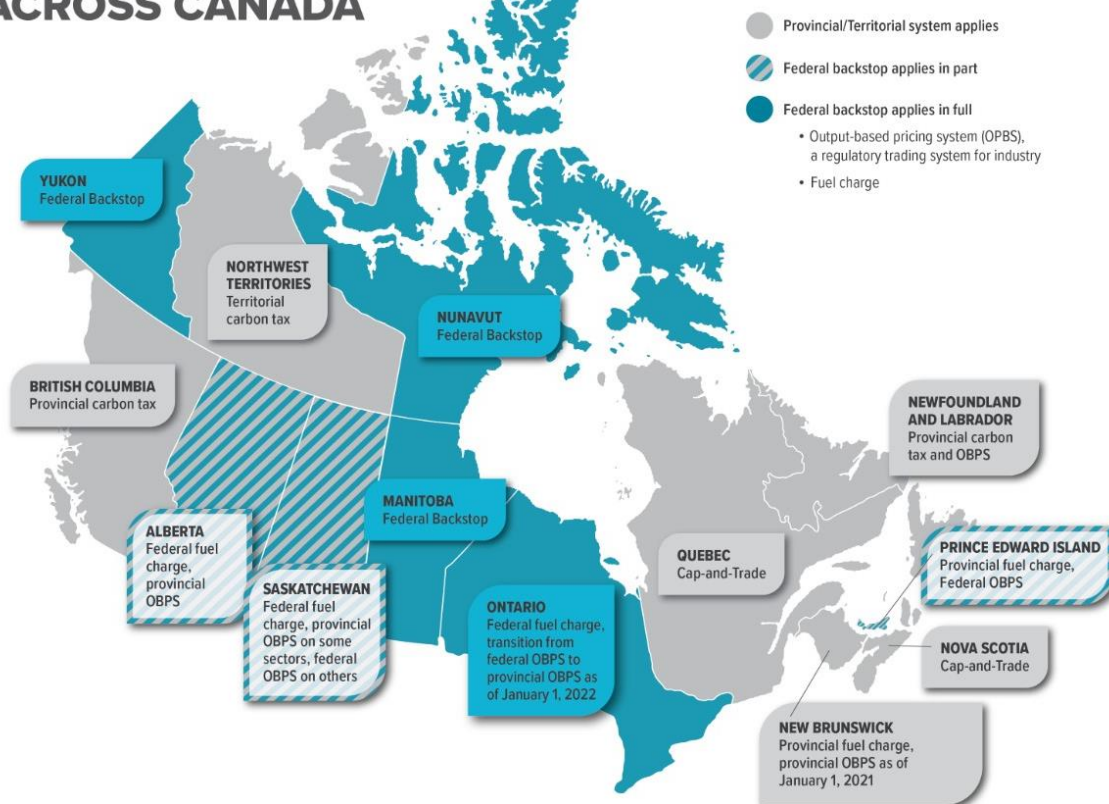 ACROSS CANADA
Provincial/Territorial system applies
Federal backstop applies in part
Federal backstop applies in full
• Output-based pricing system (OPBS),
a regulatory trading system for industry
• Fuel charge
YUKON
Federal Backstop
NORTHWEST
TERRITORIES
Territorial
carbon tax
NUNAVUT
Federal Backstop
BRITISH COLUMBIA
Provincial carbon tax
NEWFOUNDLAND
AND LABRADOR
Provincial carbon
tax and OBPS
ALBERTA
Federal fuel
charge,
provincial
OBPS
SASKATCHEWAN
Federal fuel
charge, provincial
OBPS on some
sectors, federal
OBPS on others
MANITOBA
Federal Backstop
ONTARIO
Federal fuel charge,
transition from
federal OBPS to
provincial OBPS as
of January 1, 2022
QUEBEC
Cap-and-Trade
PRINCE EDWARD ISLAND
Provincial fuel charge,
Federal OBPS
NOVA SCOTIA
Cap-and-Trade
NEW BRUNSWICK
Provincial fuel charge,
provincial OBPS as of
January 1, 2021